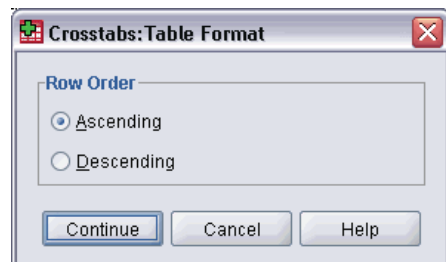 Crosstabs: Table Format
Row Order
Ascending
Descending
Continue Cancel Help